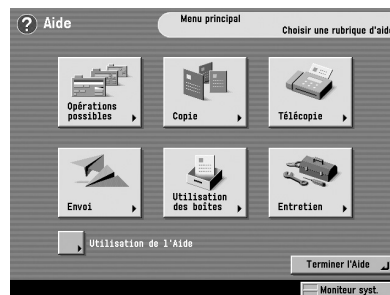 ? Aide
Menu principal
Choisir une rubrique d'aide
Opérations
possibles
Copie
Télécopie
Envoi
Utilisation
des boîtes
Entretien
Utilisation de l'Aide
Terminer l'Aide
Moniteur syst.